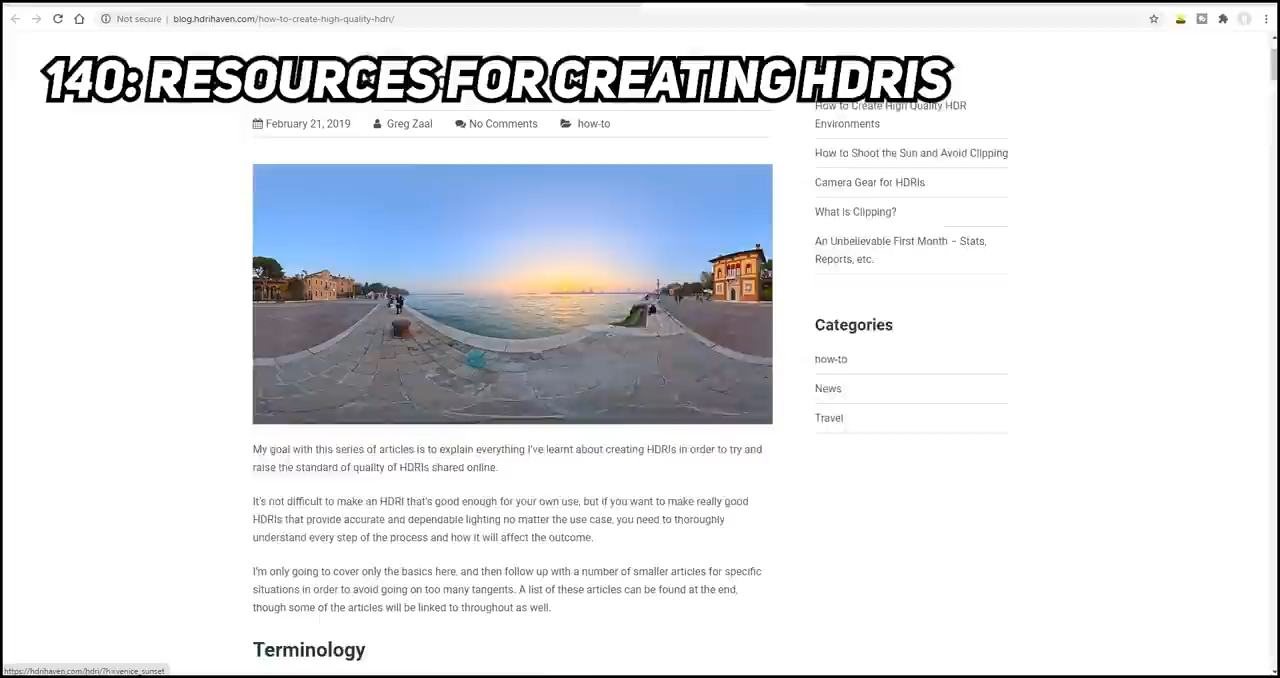 Not secure | blog.hdrihaven.com/how-to-create-high-quality-hdri/
140: RESOURCES FOR CREATING HDRIS
February 21, 2019 Greg Zaal No Comments how-to
My goal with this series of articles is to explain everything I've learnt about creating HDRIs in order to try and
raise the standard of quality of HDRIs shared online.
It's not difficult to make an HDRI that's good enough for your own use, but if you want to make really good
HDRIs that provide accurate and dependable lighting no matter the use case, you need to thoroughly
understand every step of the process and how it will affect the outcome.
I'm only going to cover only the basics here, and then follow up with a number of smaller articles for specific
situations in order to avoid going on too many tangents. A list of these articles can be found at the end,
though some of the articles will be linked to throughout as well.
Terminology
How to Create High Quality HDR
Environments
How to Shoot the Sun and Avoid Clipping
Camera Gear for HDRIs
What is Clipping?
An Unbelievable First Month – Stats,
Reports, etc.
Categories
how-to
News
Travel
https://hdrihaven.com/hdri/?h=venice_sunset